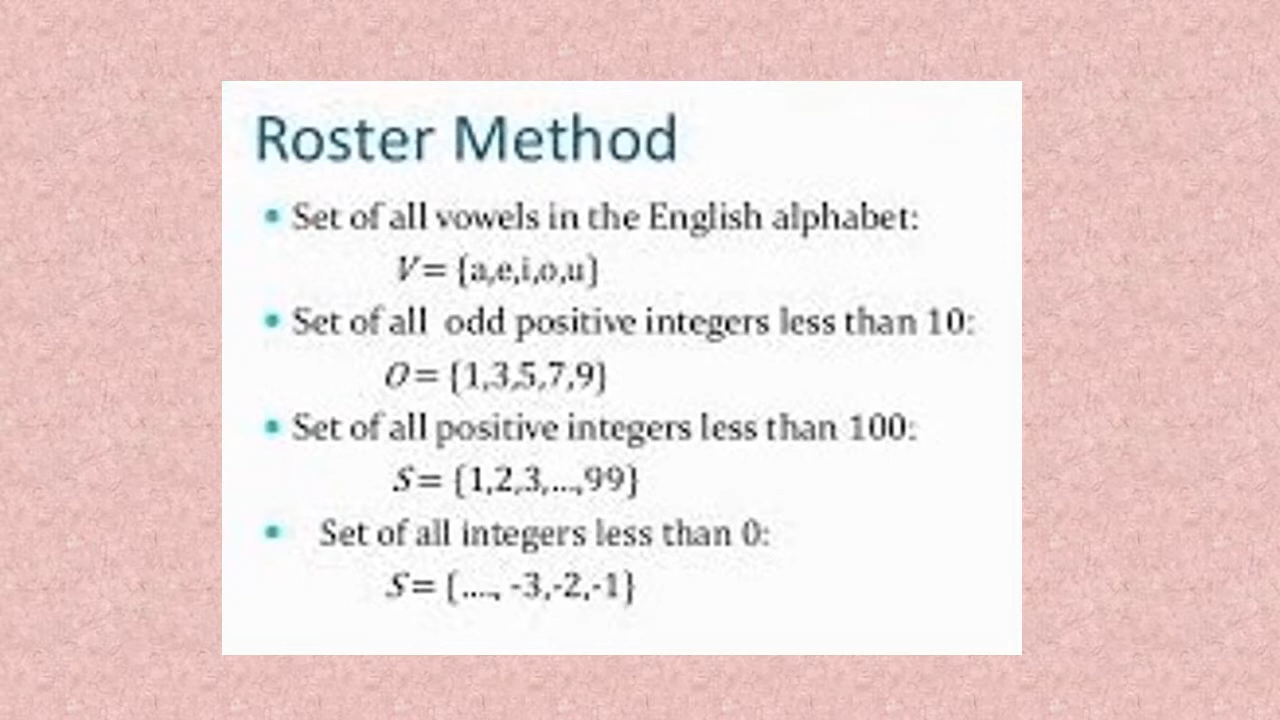 Roster Method
• Set of all vowels in the English alphabet:
V = {a,e,i,o,u}
• Set of all odd positive integers less than 10:
O = {1,3,5,7,9}
• Set of all positive integers less than 100:
S = {1,2,3,...,99}
• Set of all integers less than 0:
S = {...., -3,-2,-1}